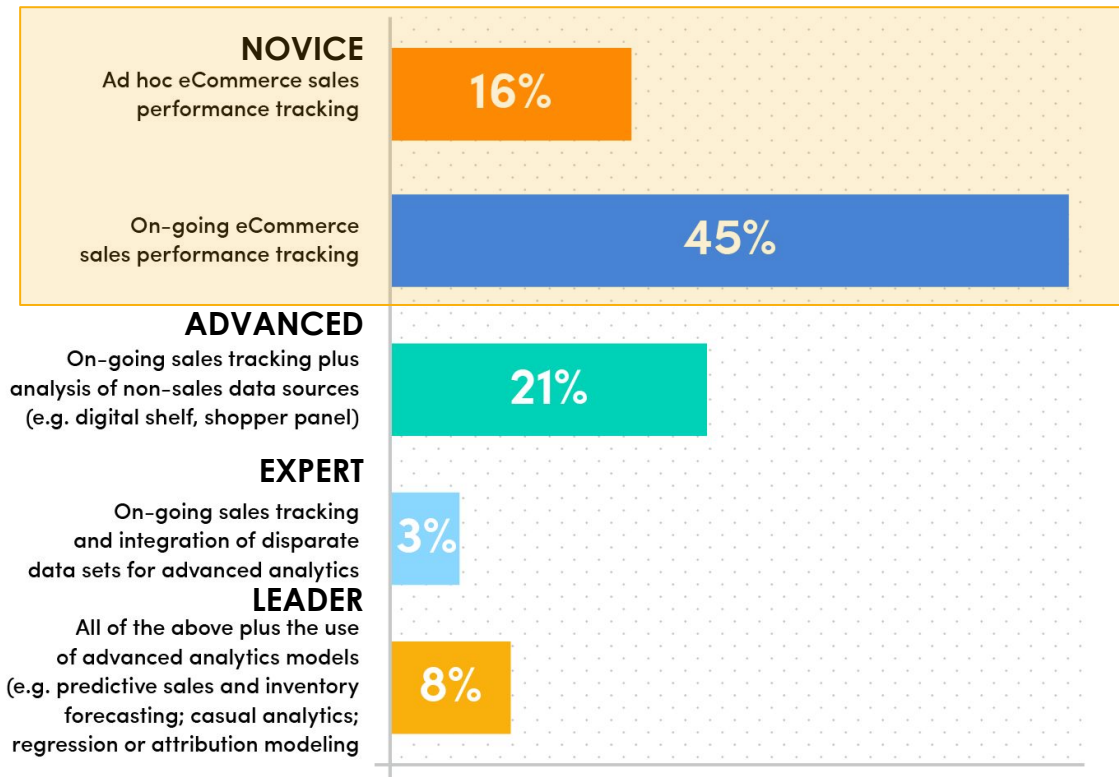 NOVICE
Ad hoc eCommerce sales
performance tracking
16%
On-going eCommerce
sales performance tracking
45%
ADVANCED
On-going sales tracking plus
analysis of non-sales data sources
(e.g. digital shelf, shopper panel)
21%
EXPERT
On-going sales tracking
and integration of disparate
data sets for advanced analytics
3%
LEADER
All of the above plus the use
of advanced analytics models
(e.g. predictive sales and inventory
forecasting; casual analytics;
regression or attribution modeling
8%